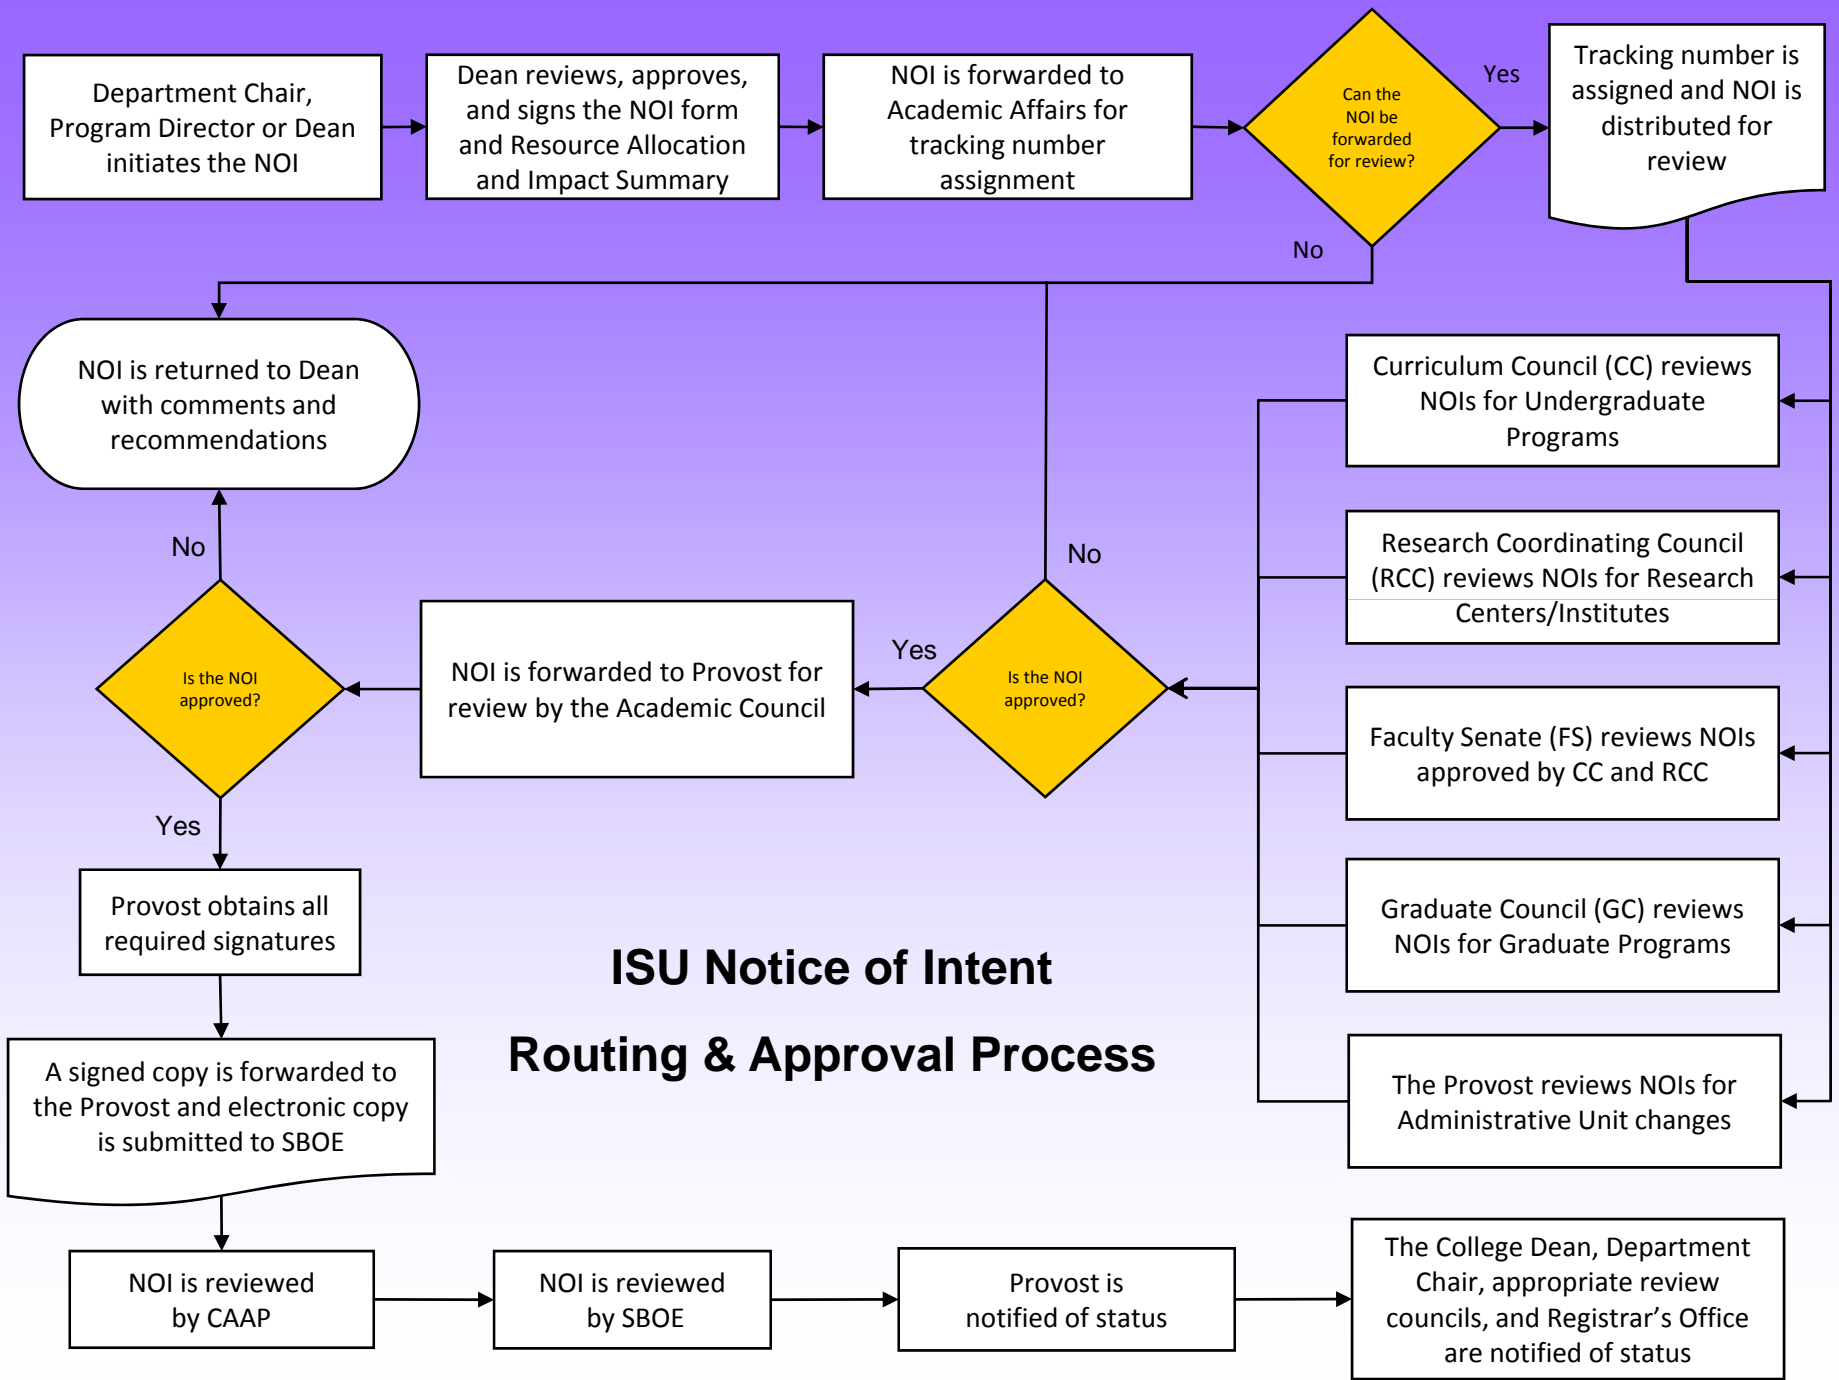 Department Chair,
Program Director or Dean
initiates the NOI
Dean reviews, approves,
and signs the NOI form
and Resource Allocation
and Impact Summary
NOI is forwarded to
Academic Affairs for
tracking number
assignment
Can the
NOI be
forwarded
for review?
Yes
Tracking number is
assigned and NOI is
distributed for
review
No
NOI is returned to Dean
with comments and
recommendations
Curriculum Council (CC) reviews
NOIs for Undergraduate
Programs
Research Coordinating Council
(RCC) reviews NOIs for Research
Centers/Institutes
Faculty Senate (FS) reviews NOIs
approved by CC and RCC
Graduate Council (GC) reviews
NOIs for Graduate Programs
The Provost reviews NOIs for
Administrative Unit changes
No
Is the NOI
approved?
Yes
NOI is forwarded to Provost for
review by the Academic Council
No
Is the NOI
approved?
Yes
Provost obtains all
required signatures
ISU Notice of Intent
Routing & Approval Process
A signed copy is forwarded to
the Provost and electronic copy
is submitted to SBOE
NOI is reviewed
by CAAP
NOI is reviewed
by SBOE
Provost is
notified of status
The College Dean, Department
Chair, appropriate review
councils, and Registrar’s Office
are notified of status